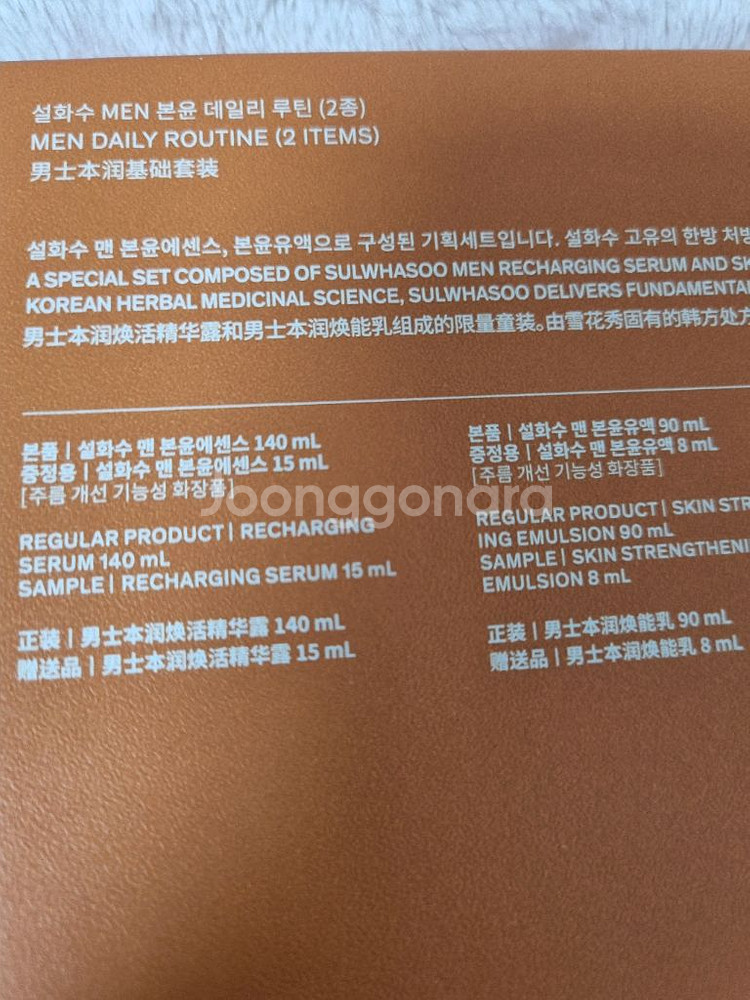 설화수 MEN 본윤 데일리 루틴 (2종)
MEN DAILY ROUTINE (2 ITEMS)
男士本润基础套装
설화수 맨 본윤에센스, 본윤유액으로 구성된 기획세트입니다. 설화수 고유의 한방 처방
A SPECIAL SET COMPOSED OF SULWHASOO MEN RECHARGING SERUM AND SK
KOREAN HERBAL MEDICINAL SCIENCE, SULWHASOO DELIVERS FUNDAMENTAL
男士本润焕活精华露和男士本润焕能乳组成的限量童装。由雪花秀固有的韩方处方
본품 | 설화수 맨 본윤에센스 140 mL
증정용 | 설화수 맨 본윤에센스 15 mL
[주름 개선 기능성 화장품]
REGULAR PRODUCT | RECHARGING
SERUM 140 mL
SAMPLE | RECHARGING SERUM 15 mL
正装 | 男士本润焕活精华露 140 mL
赠送品 | 男士本润焕活精华露 15 mL
본품 | 설화수 맨 본윤유액 90 mL
증정용 | 설화수 맨 본윤유액 8 mL
[주름 개선 기능성 화장품]
REGULAR PRODUCT | SKIN STR
ING EMULSION 90 mL
SAMPLE | SKIN STRENGTHENI
EMULSION 8 mL
正装 | 男士本润焕能乳 90 mL
赠送品 | 男士本润焕能乳 8 mL
Joonggonara